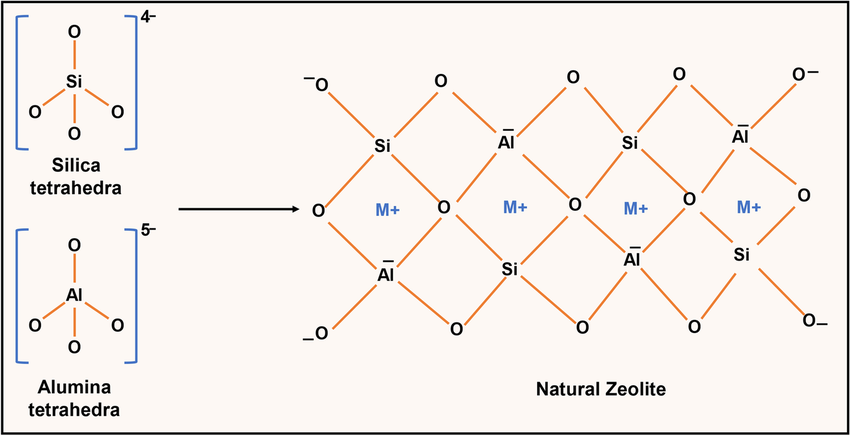 4–
O
Si
O O
O
Silica
tetrahedra
5–
O
Al
O O
O
Alumina
tetrahedra
–O O O O O–
Si Al– Si Al–
O M+ O M+ O M+ O M+ O
Al– Si Al– Si
–O O O O O–
Natural Zeolite